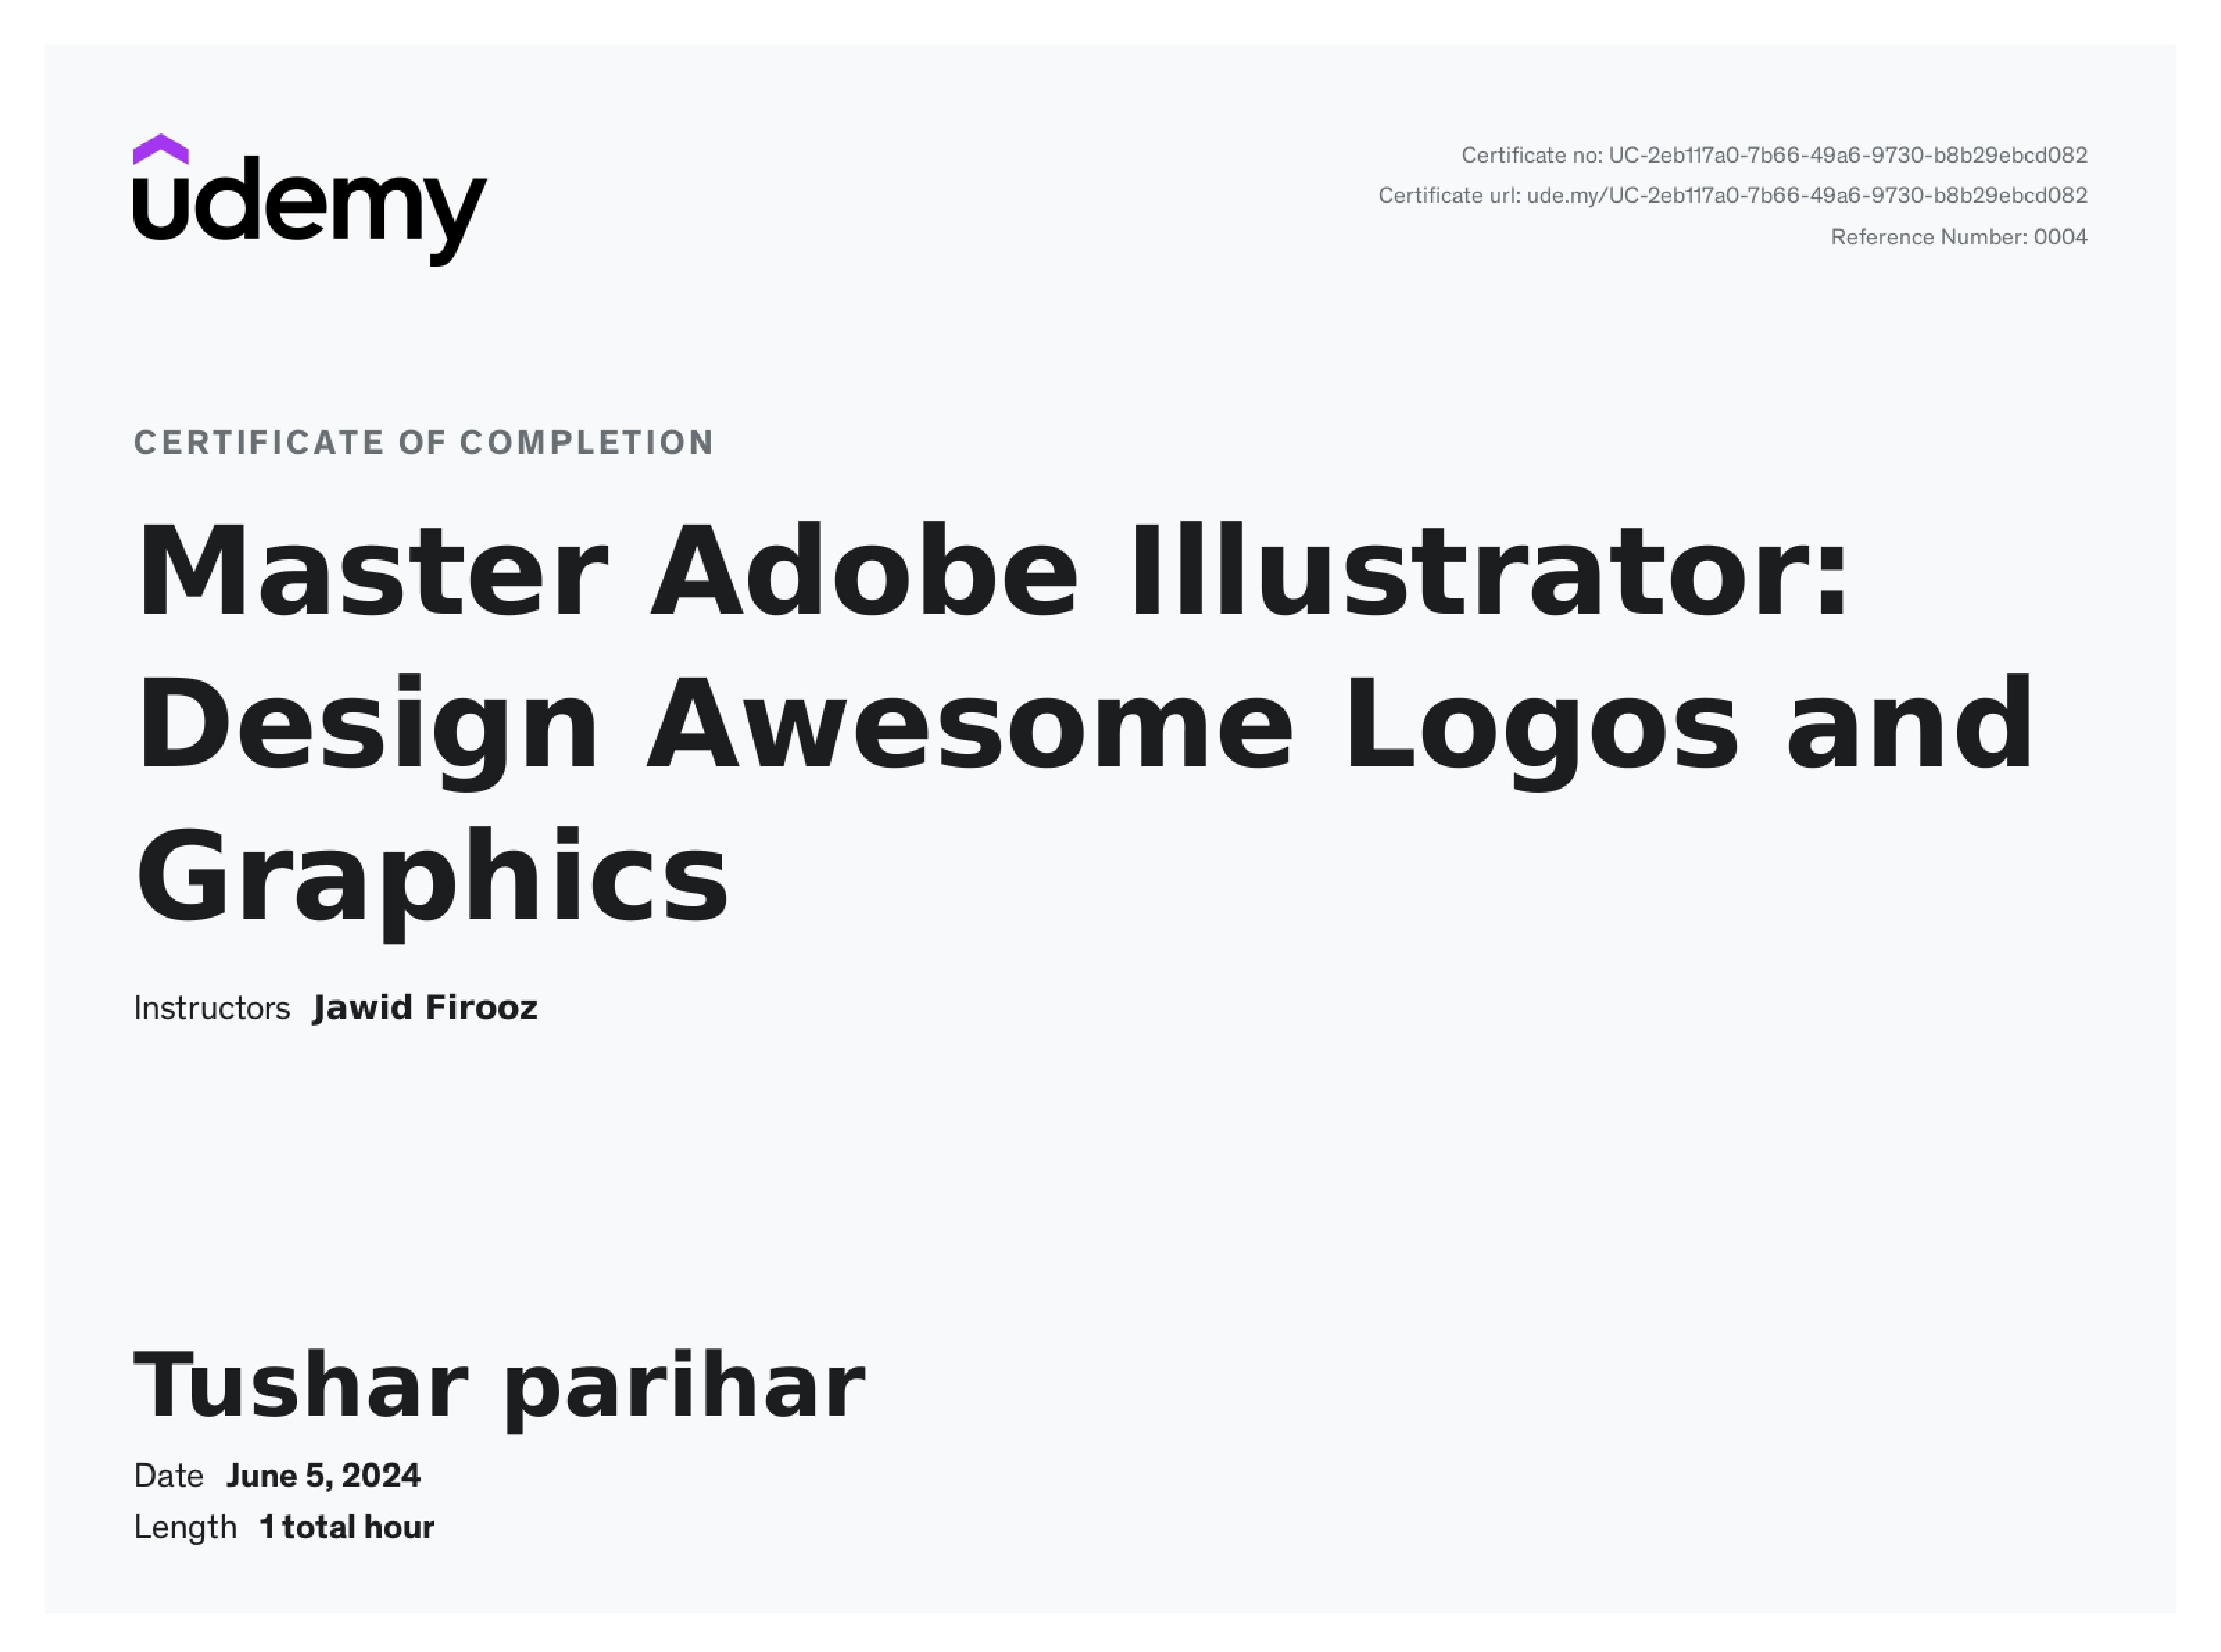 udemy
Certificate no: UC-2eb117a0-7b66-49a6-9730-b8b29ebcd082
Certificate url: ude.my/UC-2eb117a0-7b66-49a6-9730-b8b29ebcd082
Reference Number: 0004
CERTIFICATE OF COMPLETION
Master Adobe Illustrator:
Design Awesome Logos and
Graphics
Instructors Jawid Firooz
Tushar parihar
Date June 5, 2024
Length 1 total hour